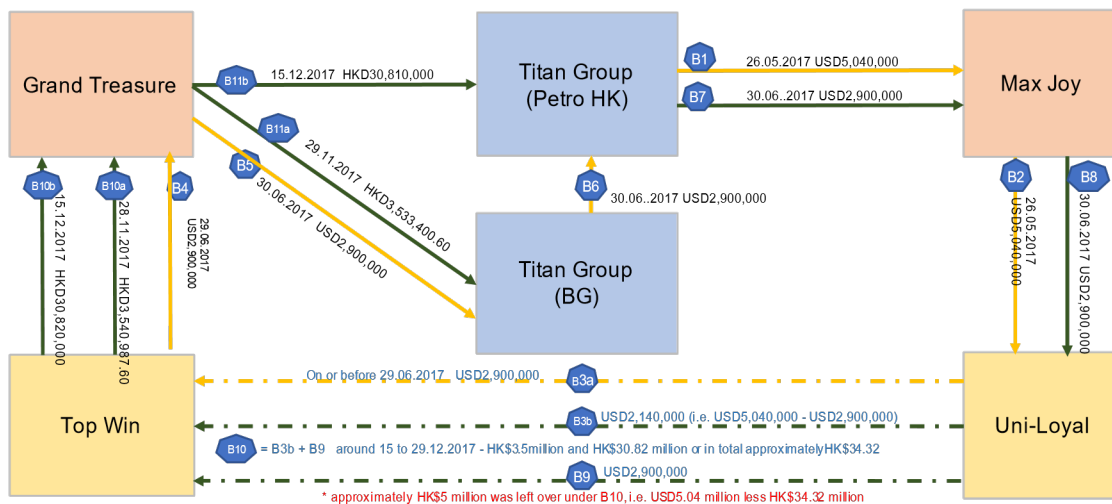 Grand Treasure
B11b
15.12.2017 HKD30,810,000
Titan Group
(Petro HK)
B1
26.05.2017 USD5,040,000
B7
30.06..2017 USD2,900,000
Max Joy
B11a
29.11.2017 HKD3,533,400.60
B5
30.06.2017 USD2,900,000
B10b
15.12.2017 HKD30,820,000
B10a
28.11.2017 HKD3,540,987.60
B4
29.06.2017
USD2,900,000
B6
30.06..2017 USD2,900,000
B2
26.05.2017
USD5,040,000
B8
30.06.2017 USD2,900,000
Titan Group
(BG)
Top Win
On or before 29.06.2017 USD2,900,000
B3a
B3b
USD2,140,000 (i.e. USD5,040,000 - USD2,900,000)
Uni-Loyal
B10
= B3b + B9 around 15 to 29.12.2017 - HK$3.5million and HK$30.82 million or in total approximatelyHK$34.32
B9
USD2,900,000
* approximately HK$5 million was left over under B10, i.e. USD5.04 million less HK$34.32 million